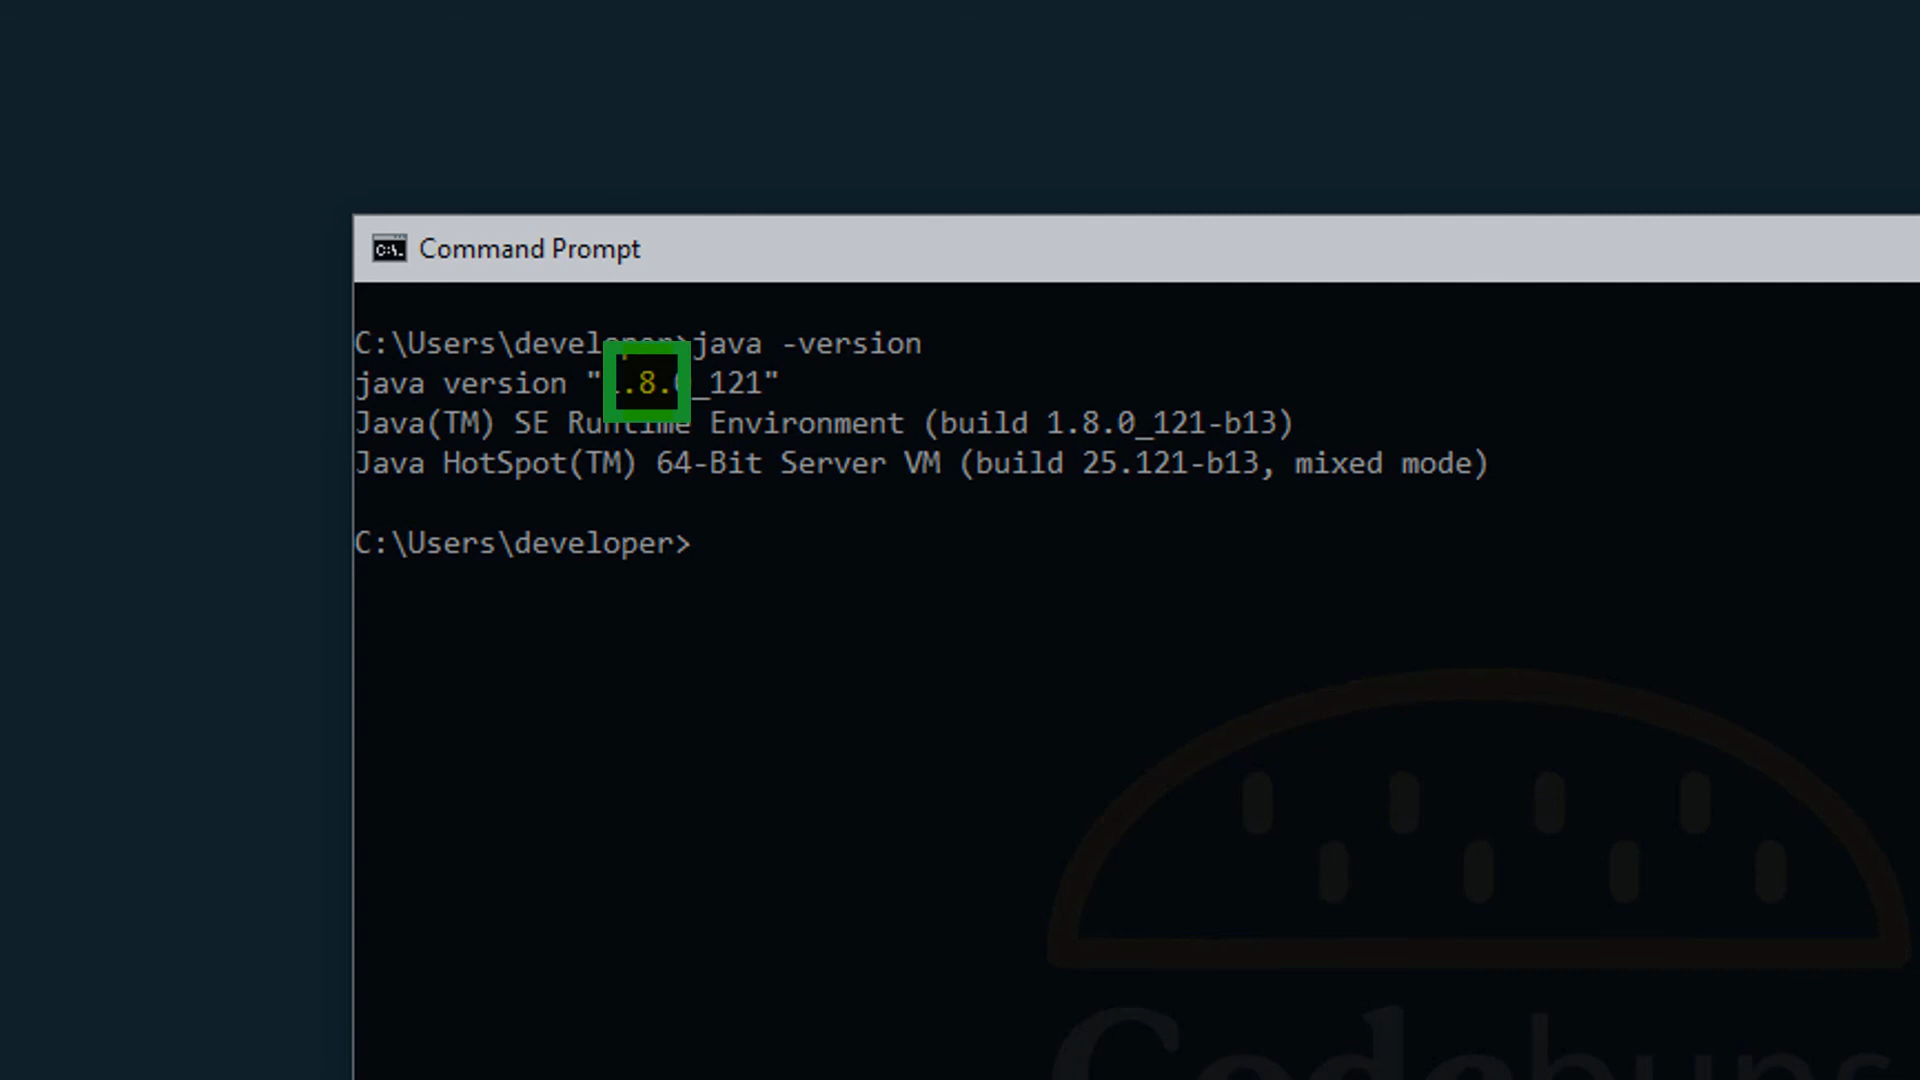 Command Prompt
C:\Users\developer>java -version
java version "1.8.0_121"
Java(TM) SE Runtime Environment (build 1.8.0_121-b13)
Java HotSpot(TM) 64-Bit Server VM (build 25.121-b13, mixed mode)
C:\Users\developer>
Codebuns